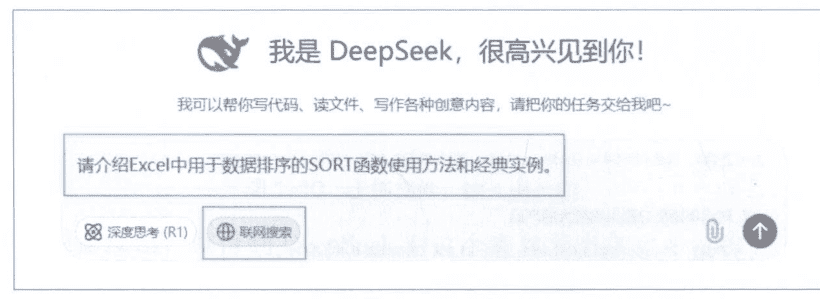 我是 DeepSeek，很高兴见到你！
我可以帮你写代码、读文件、写作各种创意内容，请把你的任务交给我吧~
请介绍Excel中用于数据排序的SORT函数使用方法和经典实例。
深度思考 (R1) 联网搜索